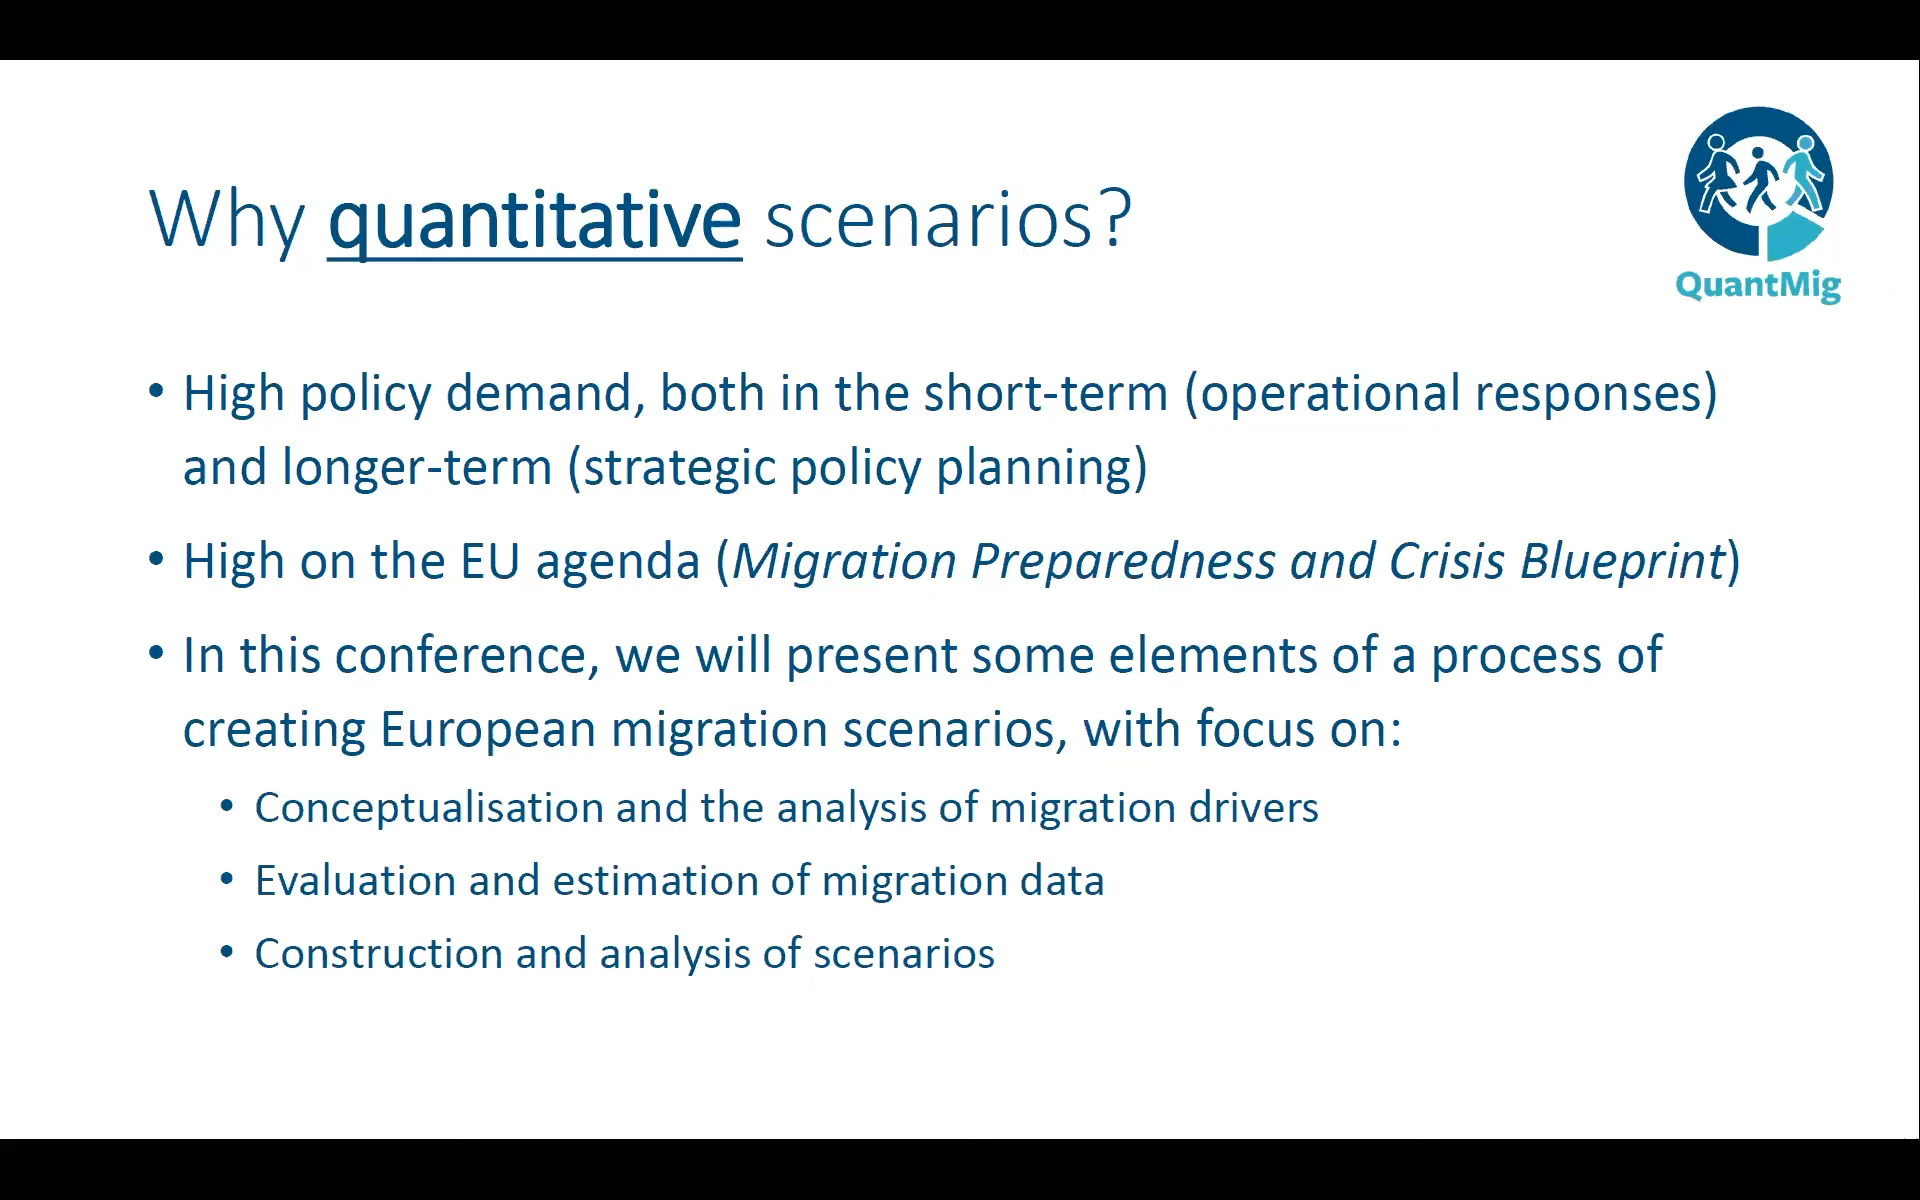 Why quantitative scenarios?
QuantMig
• High policy demand, both in the short-term (operational responses)
and longer-term (strategic policy planning)
• High on the EU agenda (Migration Preparedness and Crisis Blueprint)
• In this conference, we will present some elements of a process of
creating European migration scenarios, with focus on:
• Conceptualisation and the analysis of migration drivers
• Evaluation and estimation of migration data
• Construction and analysis of scenarios